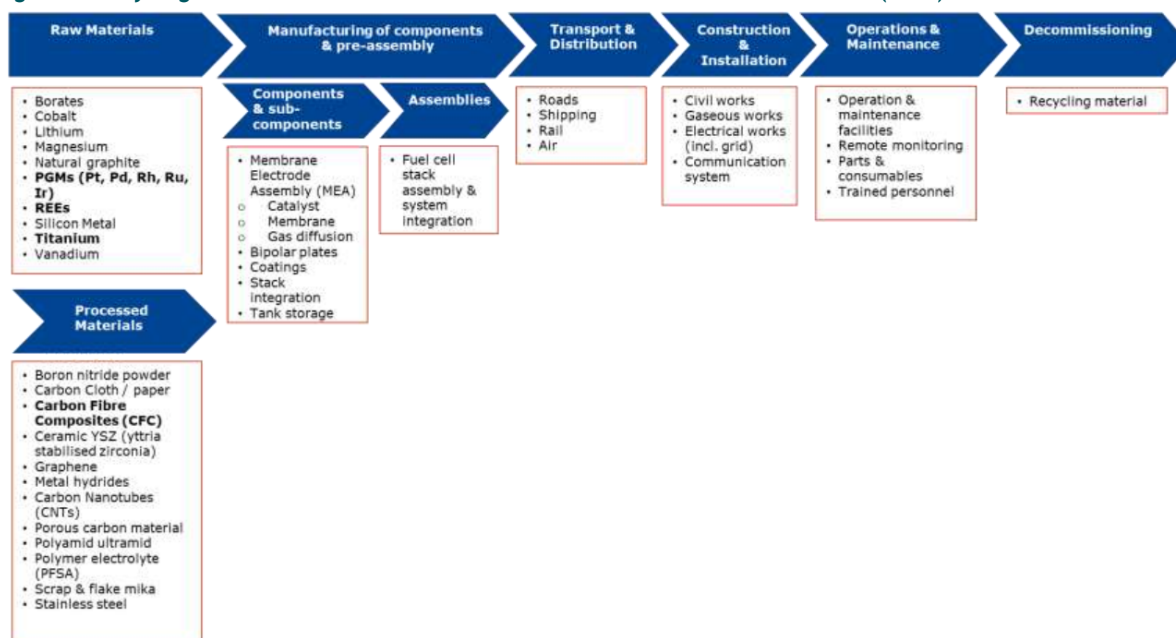 Raw Materials
Manufacturing of components
& pre-assembly
Transport &
Distribution
Construction
&
Installation
Operations &
Maintenance
Decommissioning
• Borates
• Cobalt
• Lithium
• Magnesium
• Natural graphite
• PGMs (Pt, Pd, Rh, Ru,
Ir)
• REEs
• Silicon Metal
• Titanium
• Vanadium
Components
& sub-
components
Assemblies
• Membrane
Electrode
Assembly (MEA)
o Catalyst
o Membrane
o Gas diffusion
• Bipolar plates
• Coatings
• Stack
integration
• Tank storage
• Fuel cell
stack
assembly &
system
integration
• Roads
• Shipping
• Rail
• Air
• Civil works
• Gaseous works
• Electrical works
(incl. grid)
• Communication
system
• Operation &
maintenance
facilities
• Remote monitoring
• Parts &
consumables
• Trained personnel
• Recycling material
Processed
Materials
• Boron nitride powder
• Carbon Cloth / paper
• Carbon Fibre
Composites (CFC)
• Ceramic YSZ (yttria
stabilised zirconia)
• Graphene
• Metal hydrides
• Carbon Nanotubes
(CNTs)
• Porous carbon material
• Polyamid ultramid
• Polymer electrolyte
(PFSA)
• Scrap & flake mika
• Stainless steel